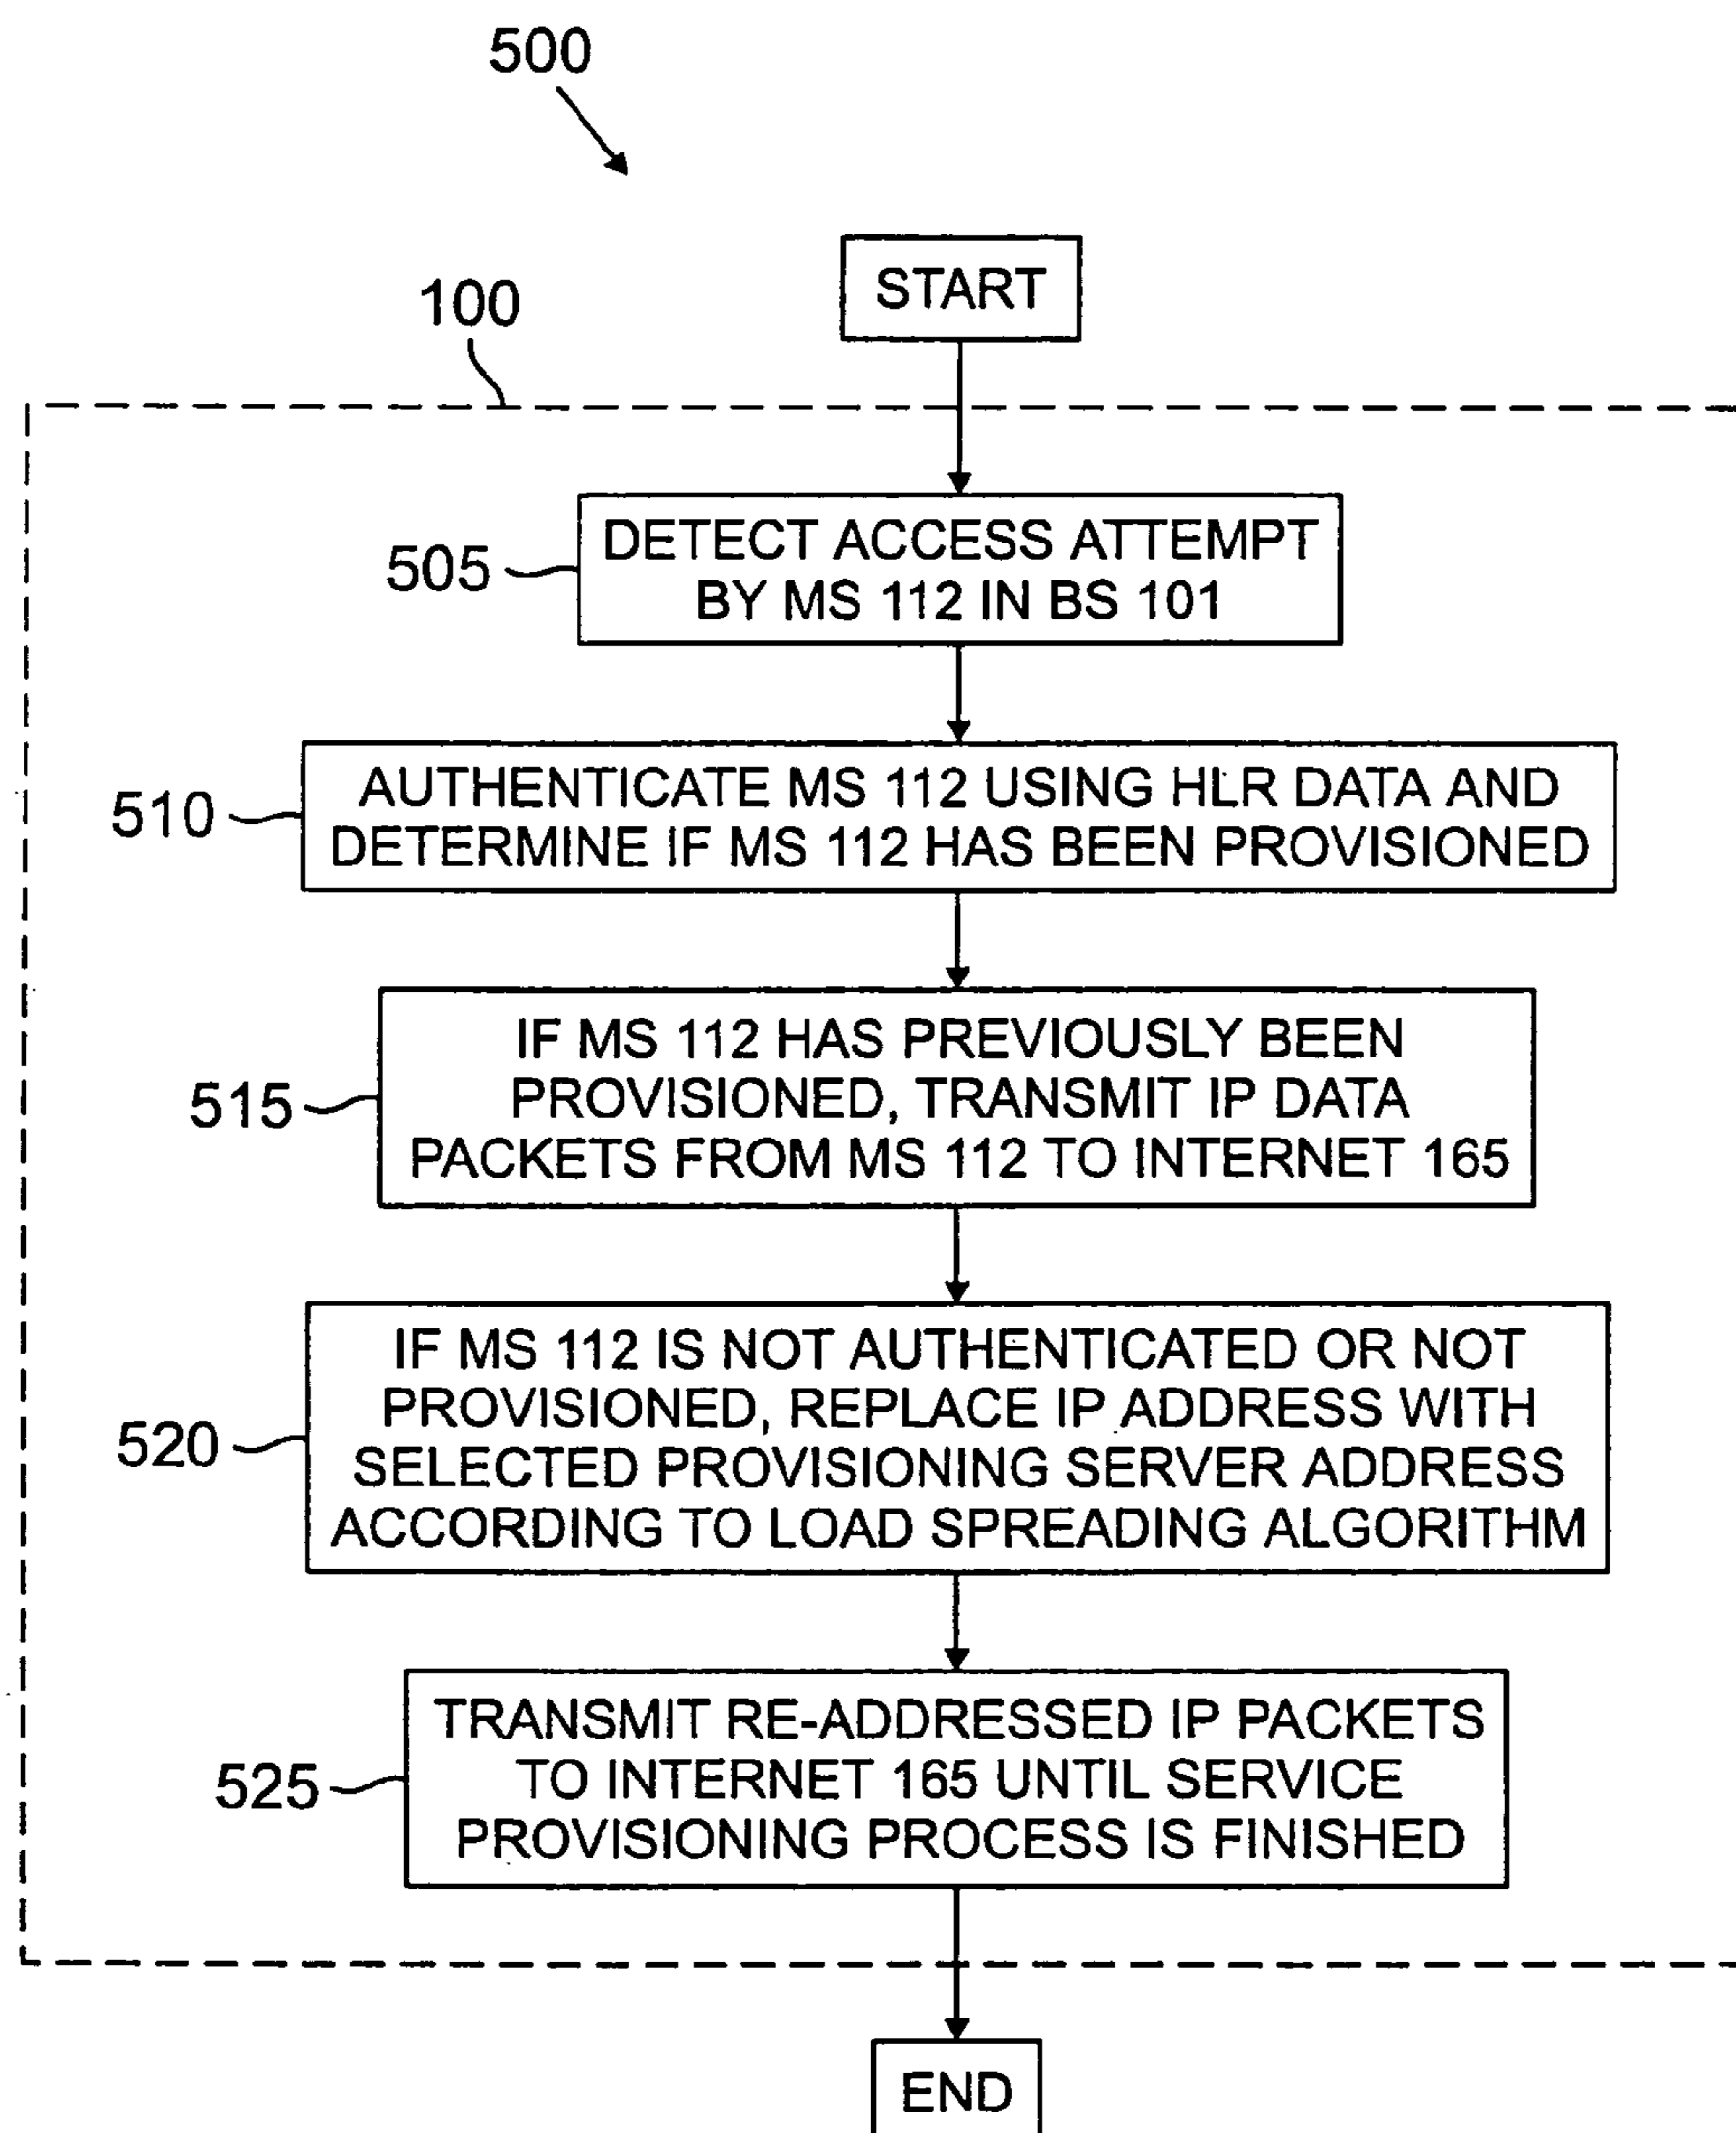 500
START
100
505
DETECT ACCESS ATTEMPT
BY MS 112 IN BS 101
510
AUTHENTICATE MS 112 USING HLR DATA AND
DETERMINE IF MS 112 HAS BEEN PROVISIONED
515
IF MS 112 HAS PREVIOUSLY BEEN
PROVISIONED, TRANSMIT IP DATA
PACKETS FROM MS 112 TO INTERNET 165
520
IF MS 112 IS NOT AUTHENTICATED OR NOT
PROVISIONED, REPLACE IP ADDRESS WITH
SELECTED PROVISIONING SERVER ADDRESS
ACCORDING TO LOAD SPREADING ALGORITHM
525
TRANSMIT RE-ADDRESSED IP PACKETS
TO INTERNET 165 UNTIL SERVICE
PROVISIONING PROCESS IS FINISHED
END